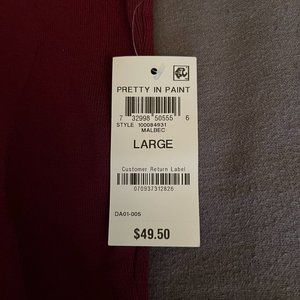 PRETTY IN PAINT
7 32998 50555 6
STYLE 100084931
MALBEC
LARGE
Customer Return Label
070937312826
DA01-005
$49.50